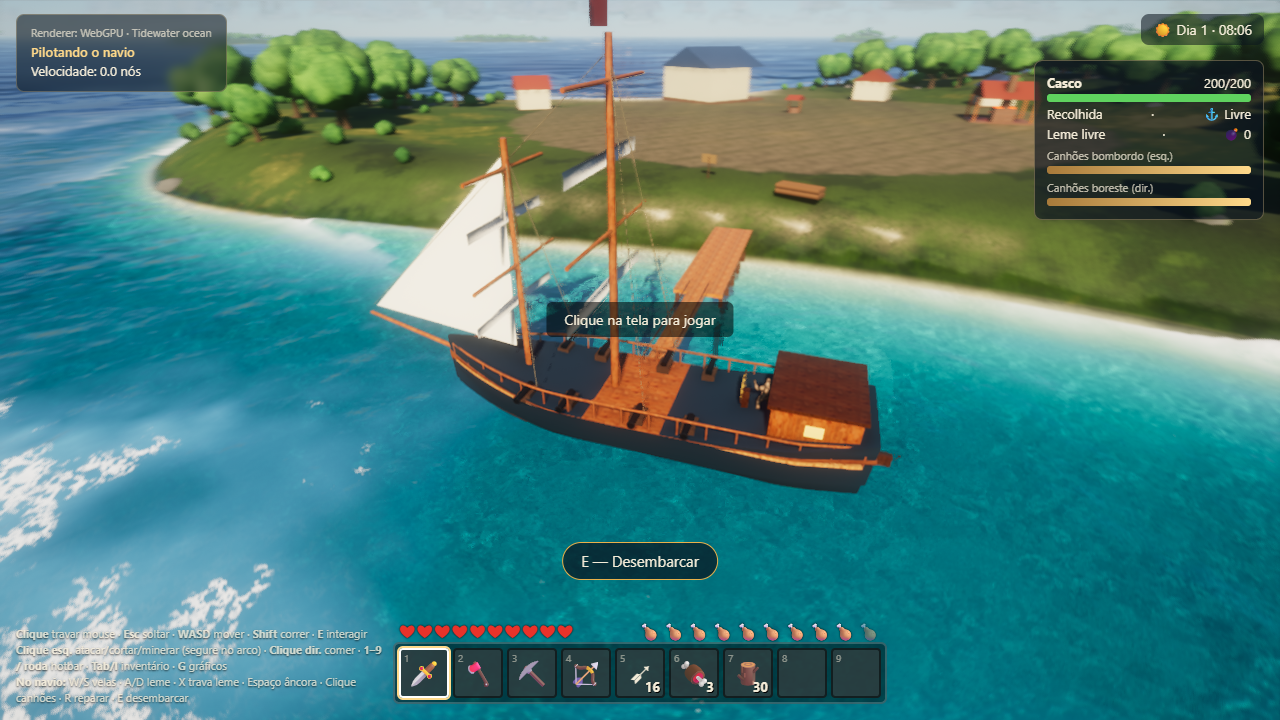 Renderer: WebGPU · Tidewater ocean
Pilotando o navio
Velocidade: 0.0 nós
Dia 1 · 08:06
Casco 200/200
Recolhida · Livre
Leme livre · 0
Canhões bombordo (esq.)
Canhões boreste (dir.)
Clique na tela para jogar
E — Desembarcar
Clique travar mouse · Esc soltar · WASD mover · Shift correr · E interagir
Clique esq. atacar/cortar/minerar (segure no arco) · Clique dir. comer · 1–9
/ roda hotbar · Tab/I inventário · G gráficos
No navio: W/S velas · A/D leme · X trava leme · Espaço âncora · Clique
canhões · R reparar · E desembarcar
1 2 3 4 5 6 7 8 9
16 3 30